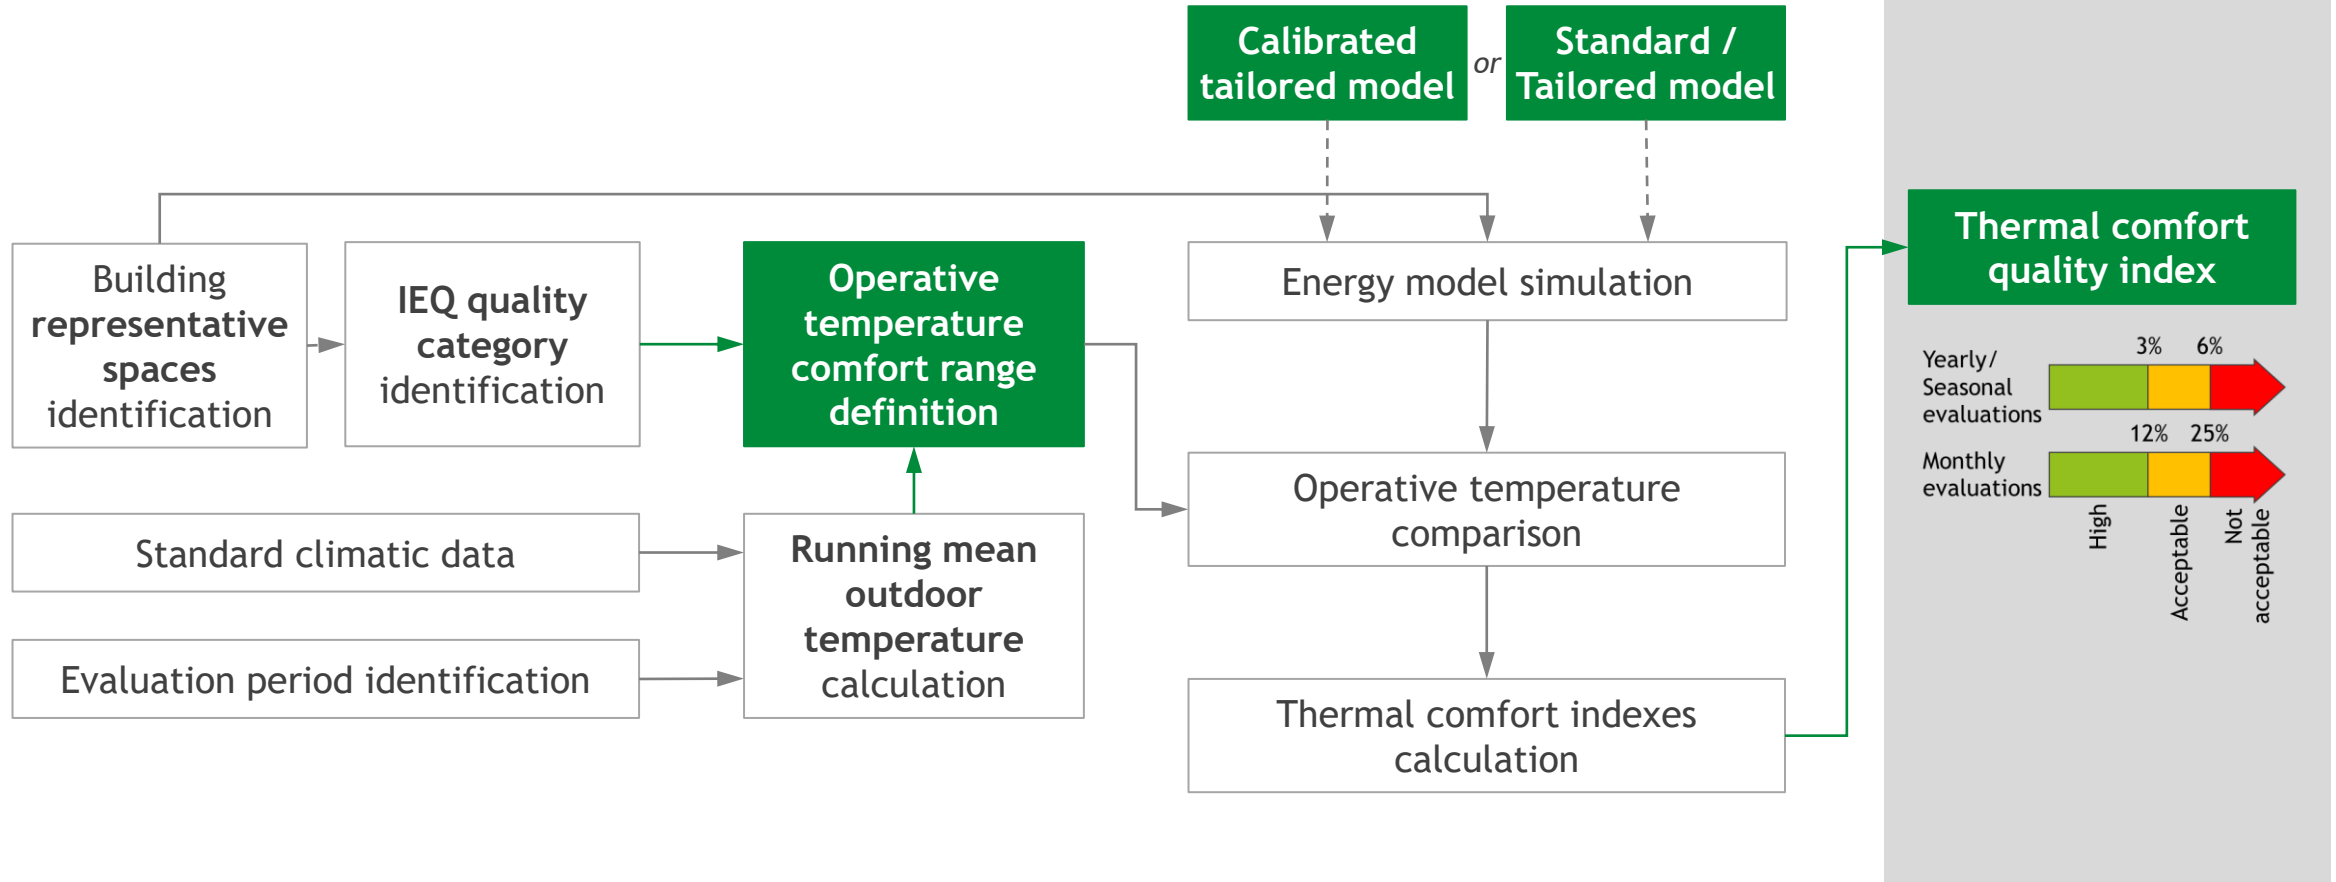 Calibrated
tailored model
or
Standard /
Tailored model
Building
representative
spaces
identification
IEQ quality
category
identification
Operative
temperature
comfort range
definition
Energy model simulation
Standard climatic data
Evaluation period identification
Running mean
outdoor
temperature
calculation
Operative temperature
comparison
Thermal comfort indexes
calculation
Thermal comfort
quality index
Yearly/
Seasonal
evaluations
3% 6%
Monthly
evaluations
12% 25%
High
Acceptable
Not
acceptable